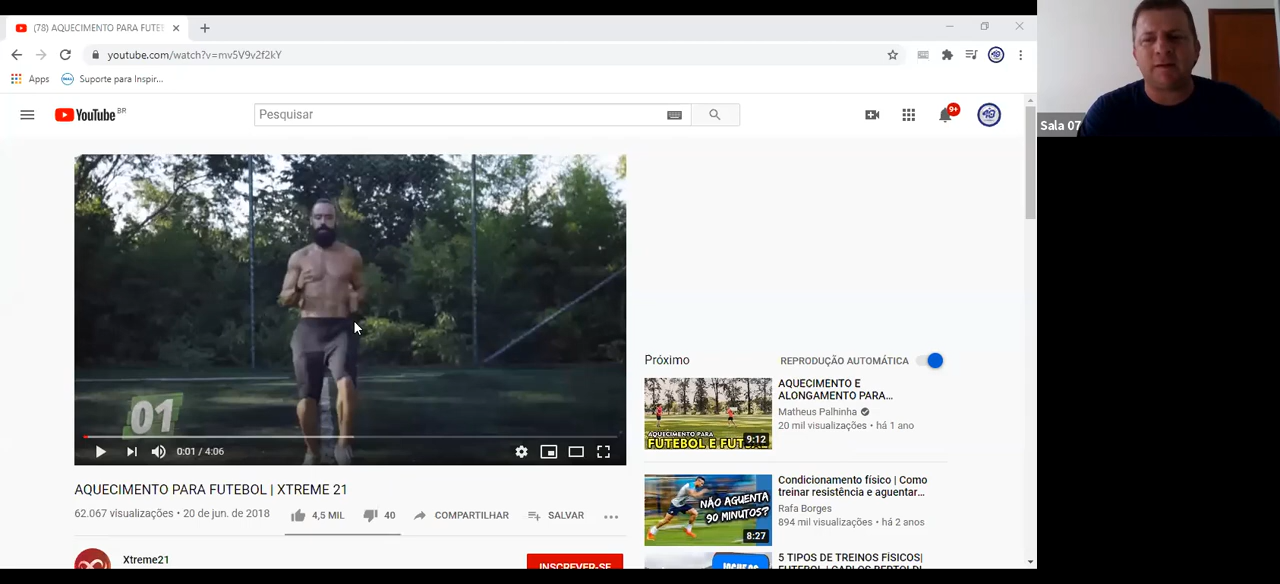 (78) AQUECIMENTO PARA FUTEB
youtube.com/watch?v=mv5V9v2f2kY
Apps
Suporte para Inspir...
YouTube BR
Pesquisar
9+
Sala 07
01
0:01 / 4:06
Próximo
REPRODUÇÃO AUTOMÁTICA
AQUECIMENTO PARA
FUTEBOL E FUT
9:12
AQUECIMENTO E
ALONGAMENTO PARA...
Matheus Palhinha
20 mil visualizações • há 1 ano
NÃO AGUENTA
90 MINUTOS?
8:27
Condicionamento físico | Como
treinar resistência e aguentar...
Rafa Borges
894 mil visualizações • há 2 anos
5 TIPOS DE TREINOS FÍSICOS|
AQUECIMENTO PARA FUTEBOL | XTREME 21
62.067 visualizações • 20 de jun. de 2018
4,5 MIL
40
COMPARTILHAR
SALVAR
Xtreme21
INSCREVER-SE